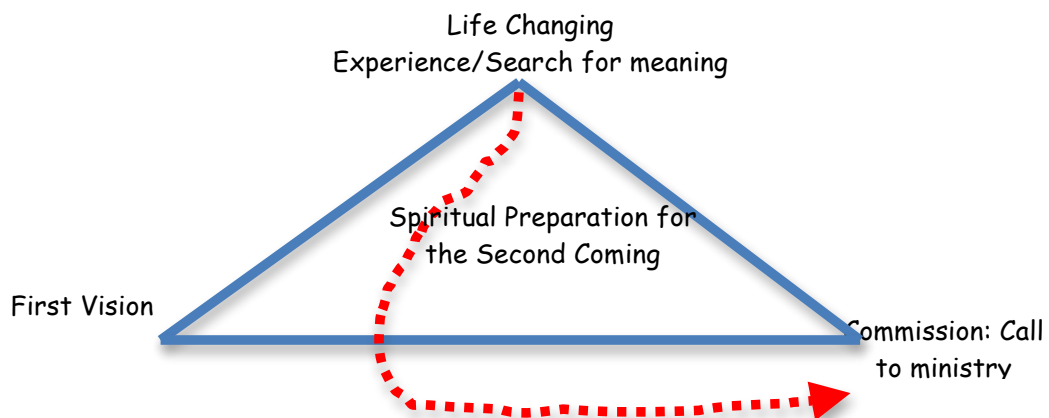 Life Changing
Experience/Search for meaning
Spiritual Preparation for
the Second Coming
First Vision
Commission: Call
to ministry